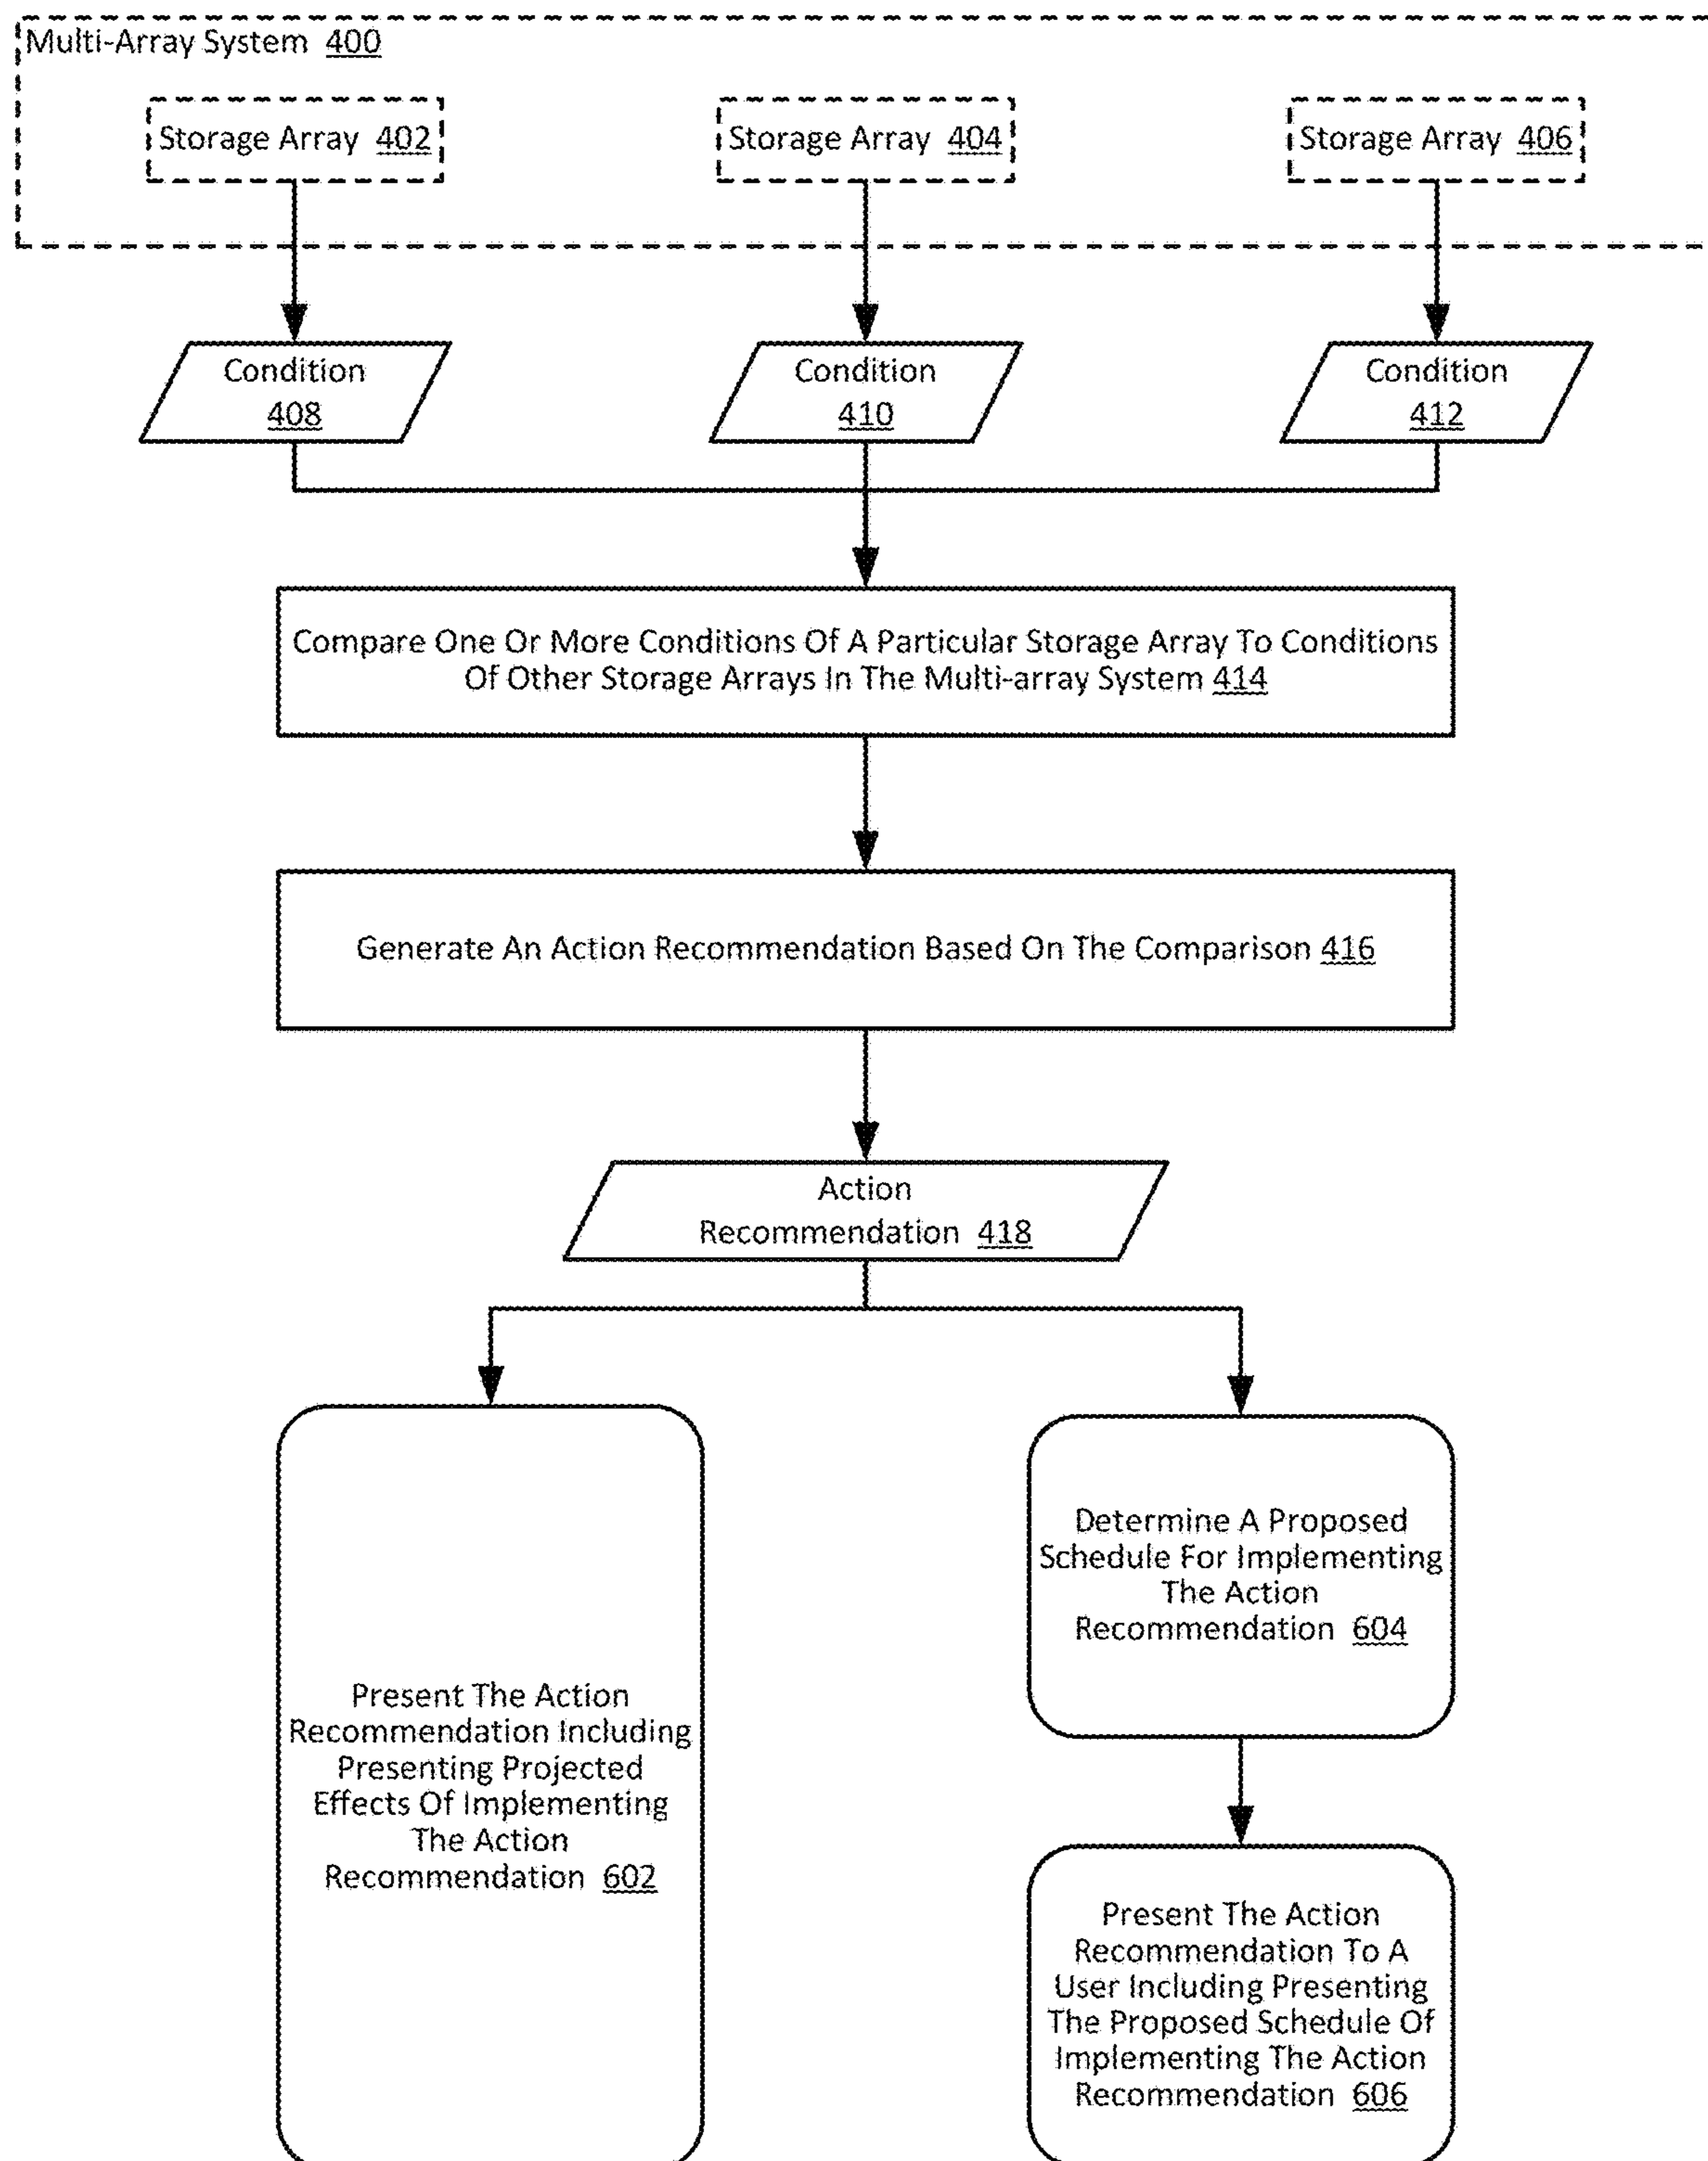 Multi-Array System 400
Storage Array 402
Storage Array 404
Storage Array 406
Condition
408
Condition
410
Condition
412
Compare One Or More Conditions Of A Particular Storage Array To Conditions
Of Other Storage Arrays In The Multi-array System 414
Generate An Action Recommendation Based On The Comparison 416
Action
Recommendation 418
Present The Action
Recommendation Including
Presenting Projected
Effects Of Implementing
The Action
Recommendation 602
Determine A Proposed
Schedule For Implementing
The Action
Recommendation 604
Present The Action
Recommendation To A
User Including Presenting
The Proposed Schedule Of
Implementing The Action
Recommendation 606